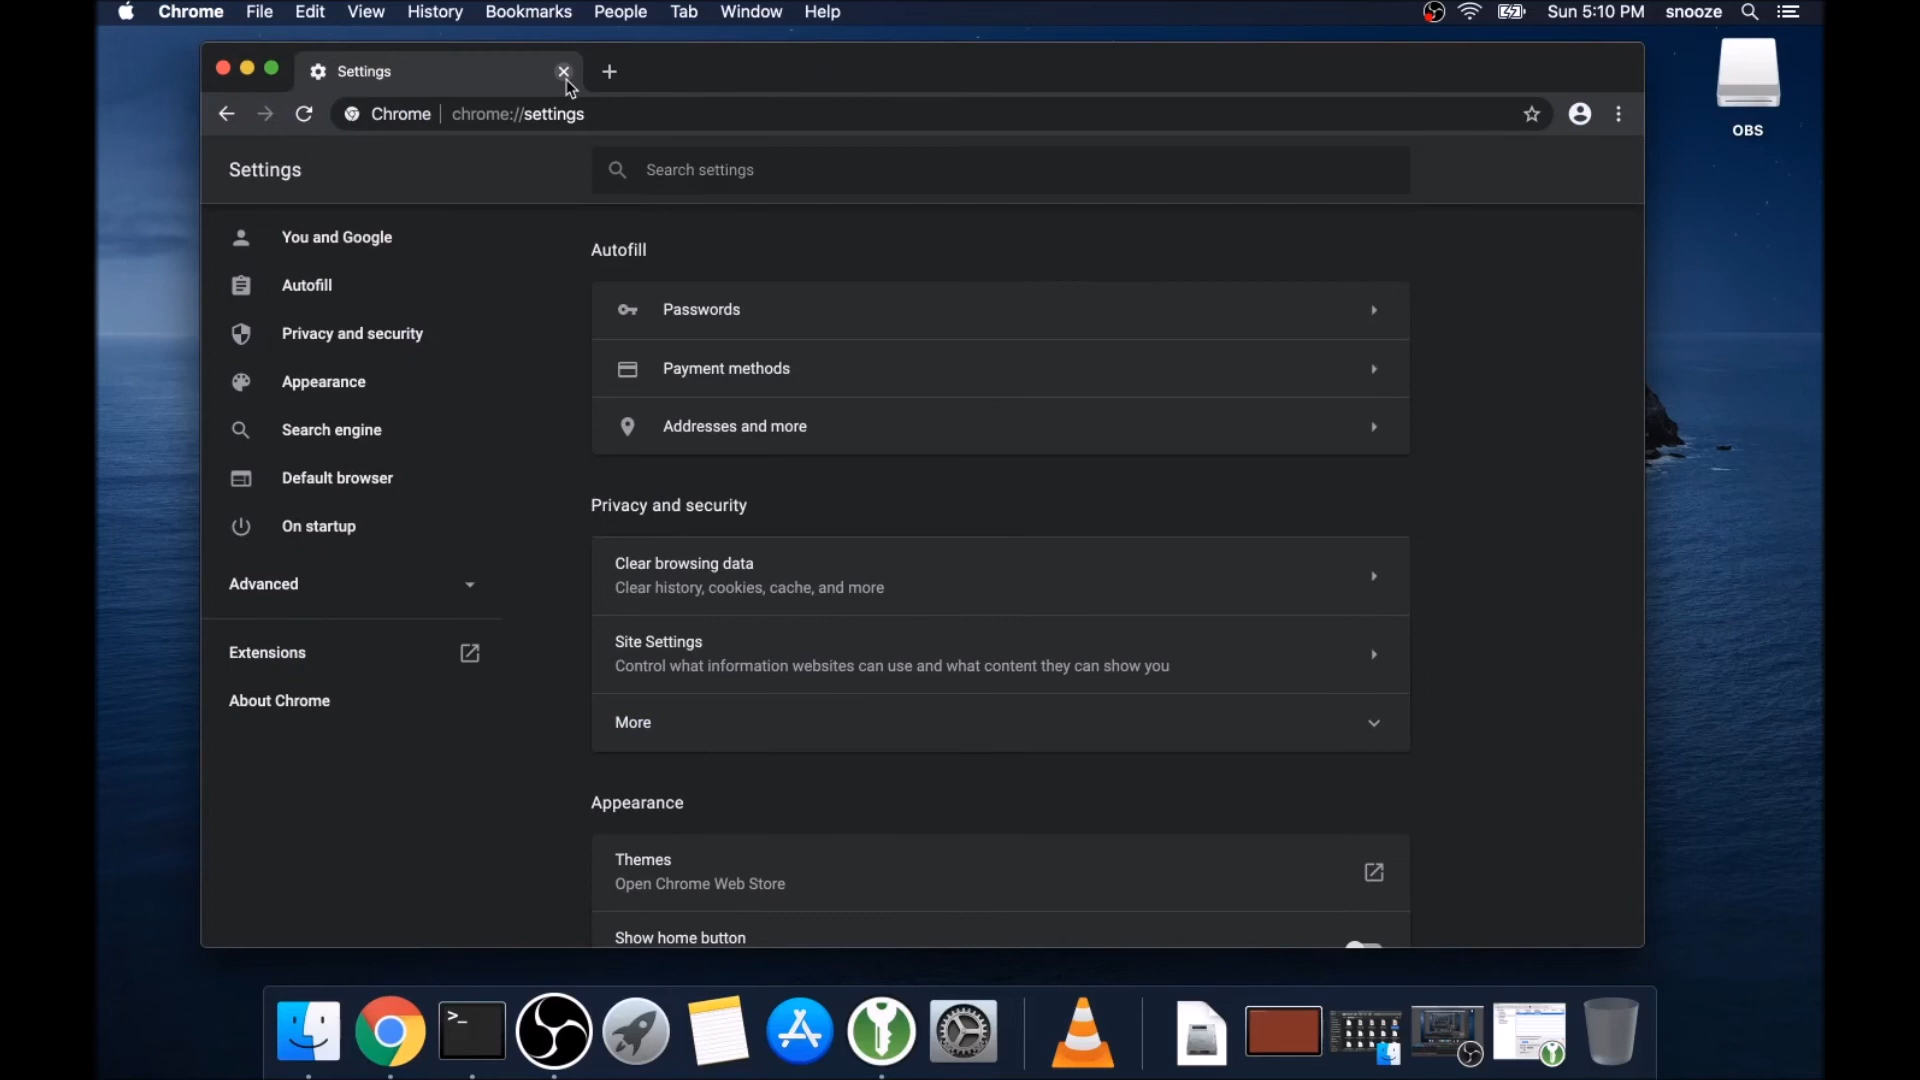 Chrome File Edit View History Bookmarks People Tab Window Help Sun 5:10 PM snooze
Settings
Chrome chrome://settings
OBS
Settings
Search settings
You and Google
Autofill
Privacy and security
Appearance
Search engine
Default browser
On startup
Advanced
Extensions
About Chrome
Autofill
Passwords
Payment methods
Addresses and more
Privacy and security
Clear browsing data
Clear history, cookies, cache, and more
Site Settings
Control what information websites can use and what content they can show you
More
Appearance
Themes
Open Chrome Web Store
Show home button
>_